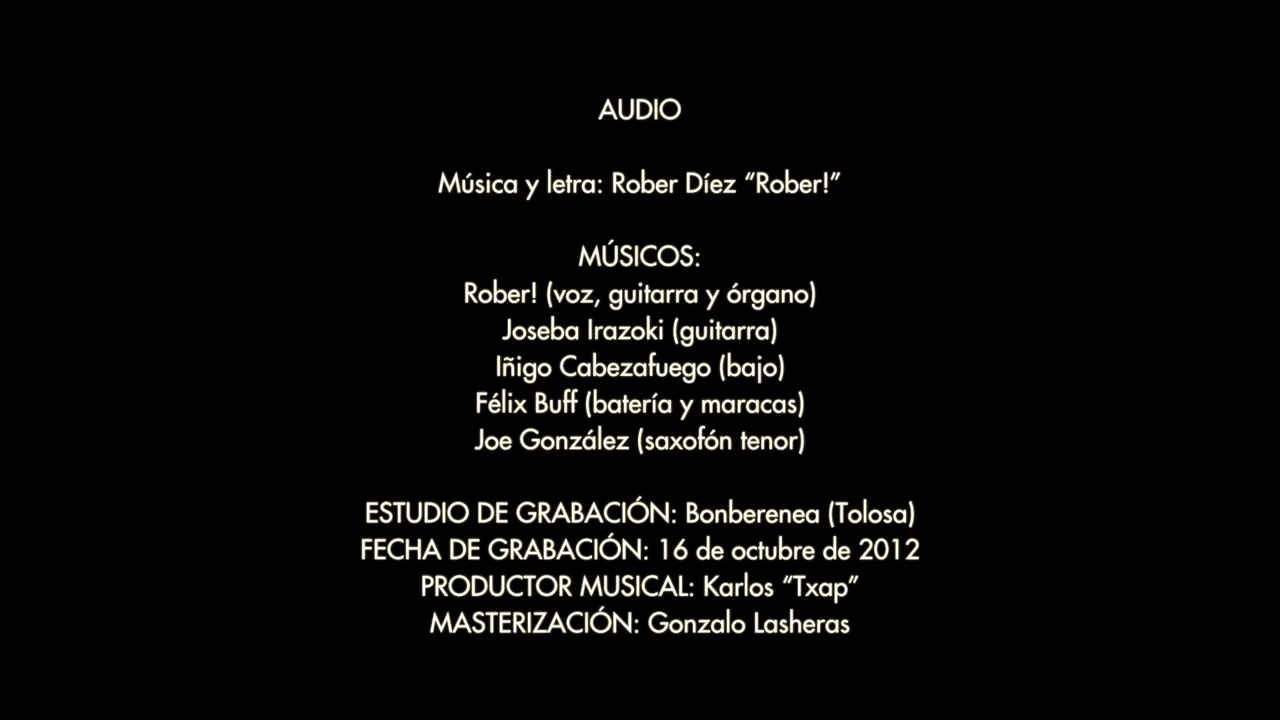 AUDIO
Música y letra: Rober Díez “Rober!”
MÚSICOS:
Rober! (voz, guitarra y órgano)
Joseba Irazoki (guitarra)
Iñigo Cabezafuego (bajo)
Félix Buff (batería y maracas)
Joe González (saxofón tenor)
ESTUDIO DE GRABACIÓN: Bonberenea (Tolosa)
FECHA DE GRABACIÓN: 16 de octubre de 2012
PRODUCTOR MUSICAL: Karlos “Txap”
MASTERIZACIÓN: Gonzalo Lasheras